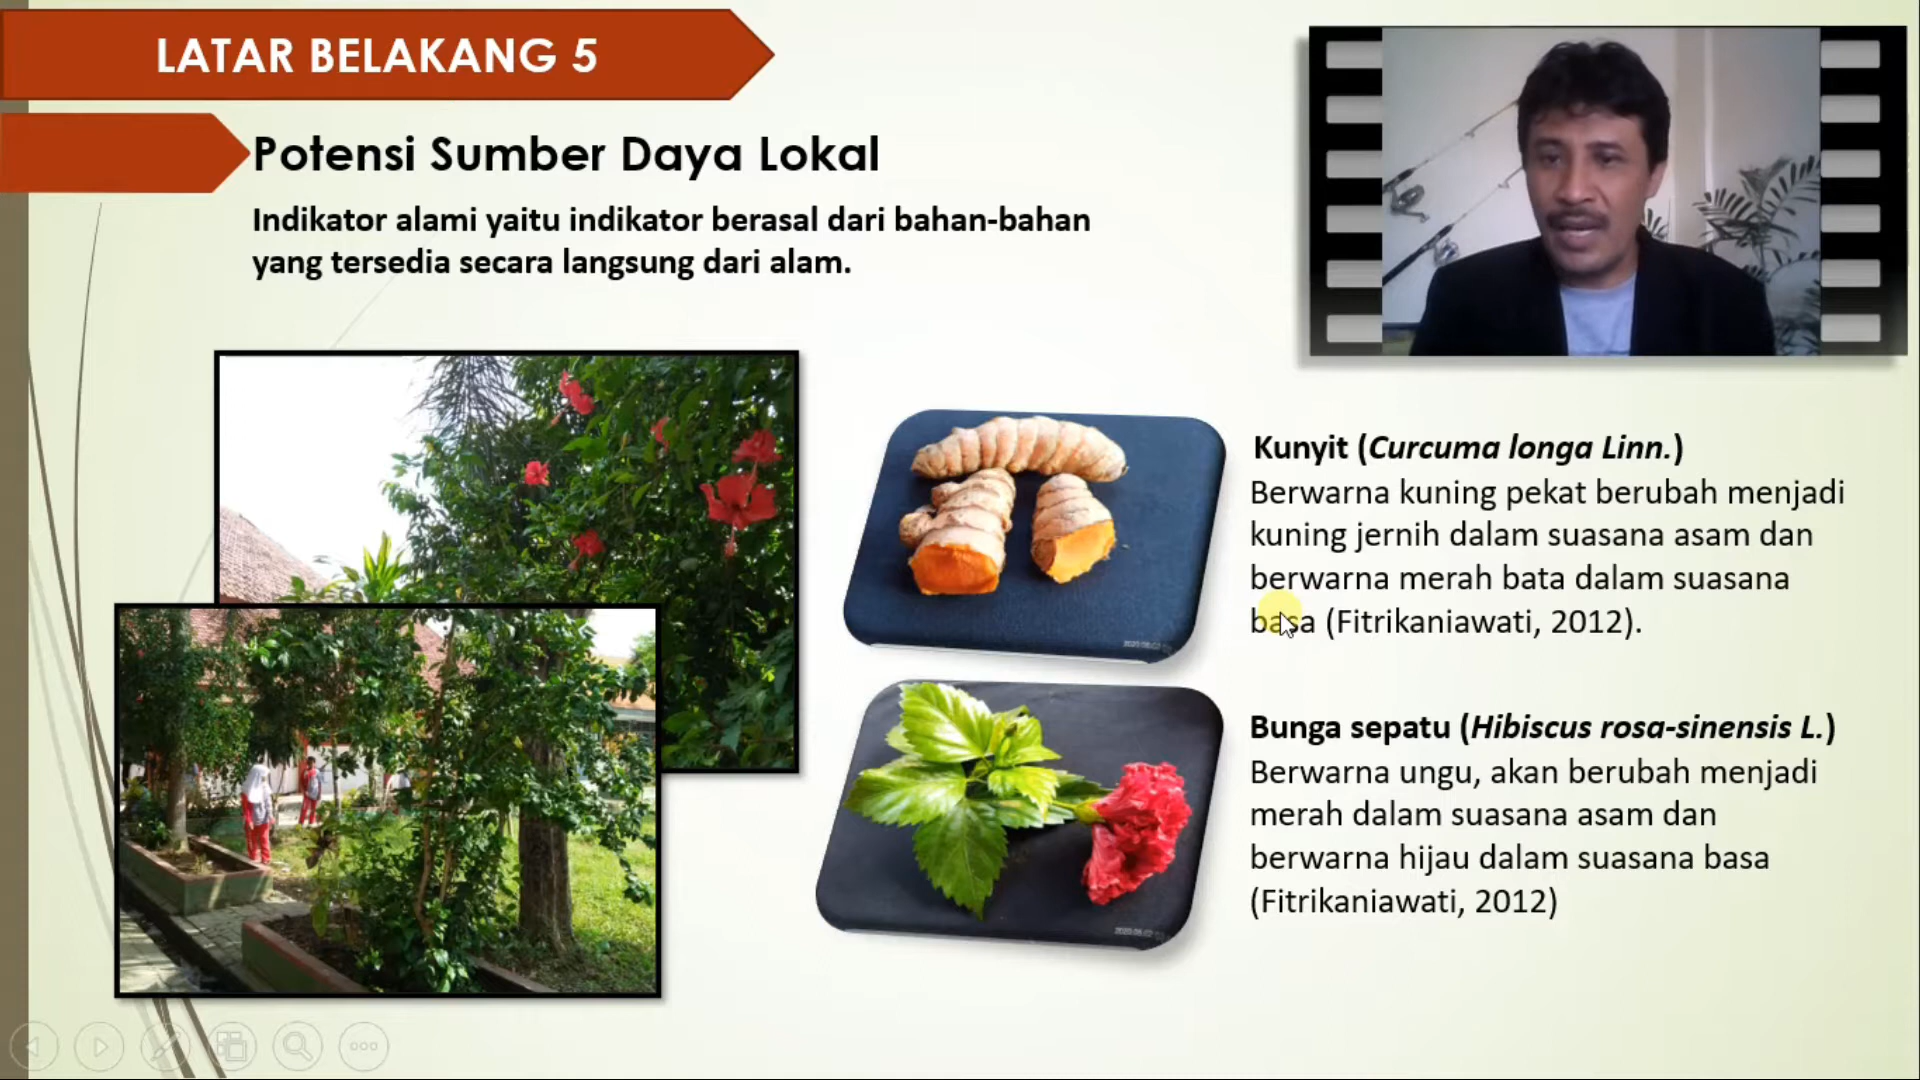 LATAR BELAKANG 5
Potensi Sumber Daya Lokal
Indikator alami yaitu indikator berasal dari bahan-bahan
yang tersedia secara langsung dari alam.
Kunyit (Curcuma longa Linn.)
Berwarna kuning pekat berubah menjadi
kuning jernih dalam suasana asam dan
berwarna merah bata dalam suasana
basa (Fitrikaniawati, 2012).
Bunga sepatu (Hibiscus rosa-sinensis L.)
Berwarna ungu, akan berubah menjadi
merah dalam suasana asam dan
berwarna hijau dalam suasana basa
(Fitrikaniawati, 2012)